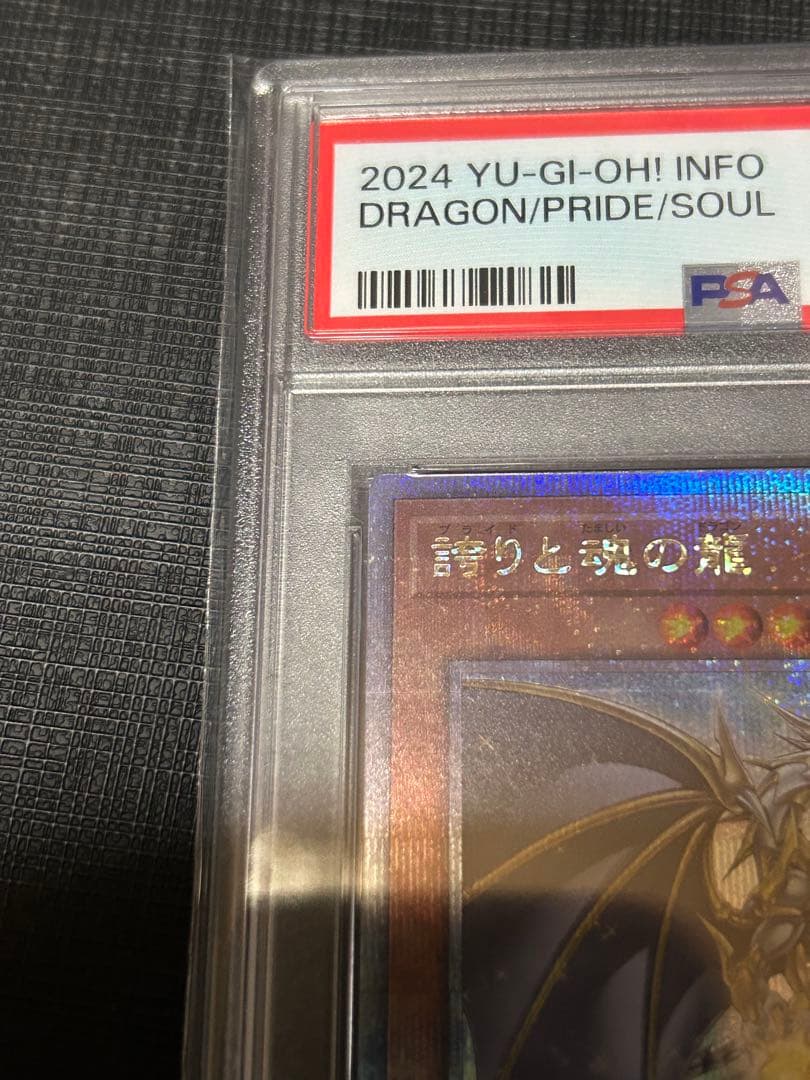 2024 YU-GI-OH! INFO
DRAGON/PRIDE/SOUL
PSA
プライド たましい ドラゴン
誇りと魂の龍